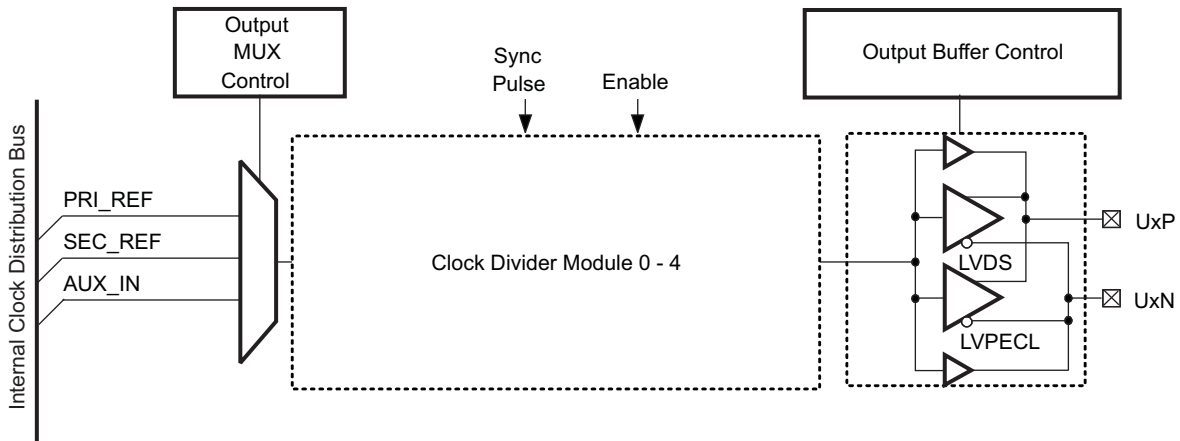 Output
MUX
Control
Sync
Pulse
Enable
Output Buffer Control
Internal Clock Distribution Bus
PRI_REF
SEC_REF
AUX_IN
Clock Divider Module 0 - 4
LVDS
LVPECL
UxP
UxN